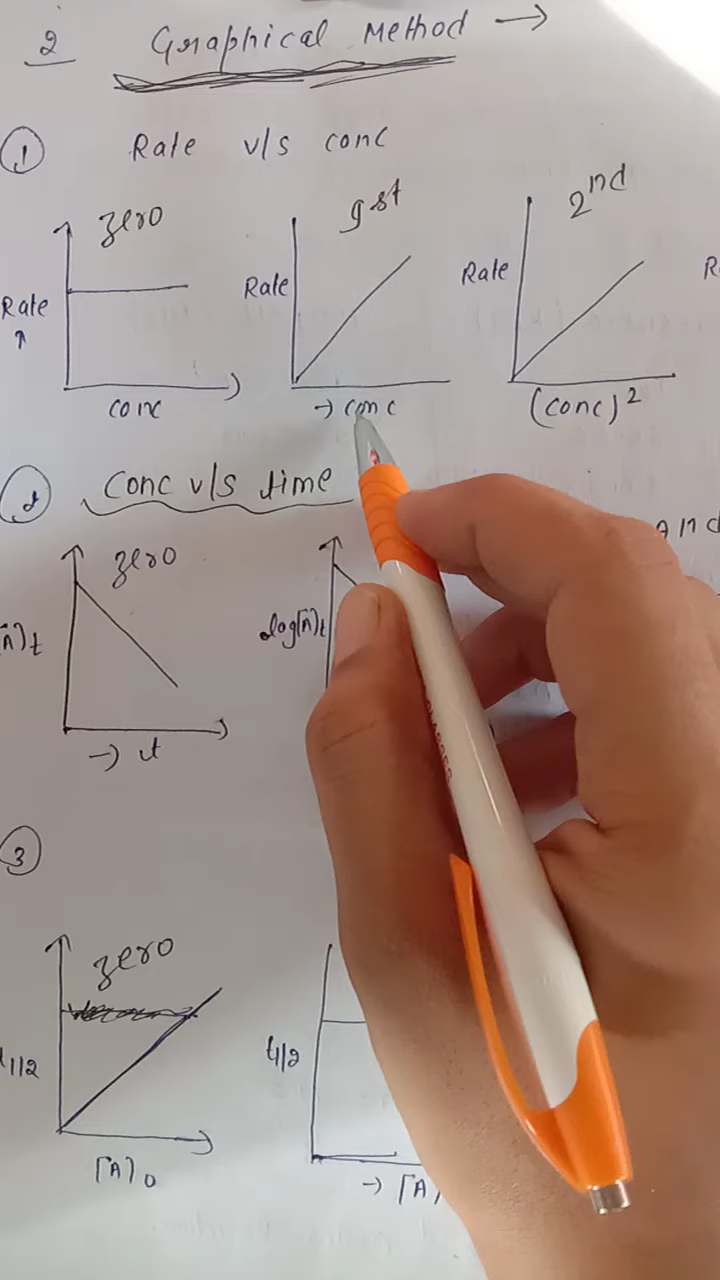 2 Graphical Method →
① Rate v/s conc
zero 1st 2nd
Rate ↑ Rate Rate
conc → conc (conc)²
② Conc v/s time
zero
log[A]t
→ t
③
zero
t1/2 t1/2
[A]₀ → [A]